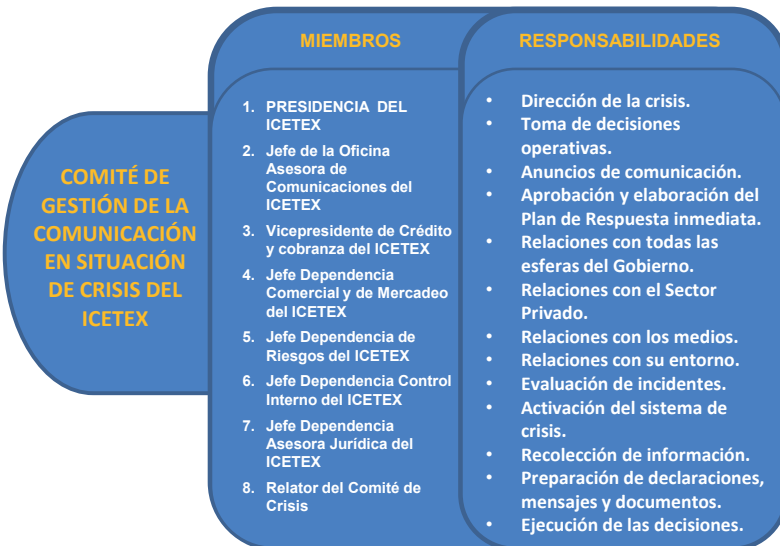 COMITÉ DE
GESTIÓN DE LA
COMUNICACIÓN
EN SITUACIÓN
DE CRISIS DEL
ICETEX
MIEMBROS
1. PRESIDENCIA DEL
ICETEX
2. Jefe de la Oficina
Asesora de
Comunicaciones del
ICETEX
3. Vicepresidente de Crédito
y cobranza del ICETEX
4. Jefe Dependencia
Comercial y de Mercadeo
del ICETEX
5. Jefe Dependencia de
Riesgos del ICETEX
6. Jefe Dependencia Control
Interno del ICETEX
7. Jefe Dependencia
Asesora Jurídica del
ICETEX
8. Relator del Comité de
Crisis
RESPONSABILIDADES
• Dirección de la crisis.
• Toma de decisiones
operativas.
• Anuncios de comunicación.
• Aprobación y elaboración del
Plan de Respuesta inmediata.
• Relaciones con todas las
esferas del Gobierno.
• Relaciones con el Sector
Privado.
• Relaciones con los medios.
• Relaciones con su entorno.
• Evaluación de incidentes.
• Activación del sistema de
crisis.
• Recolección de información.
• Preparación de declaraciones,
mensajes y documentos.
• Ejecución de las decisiones.